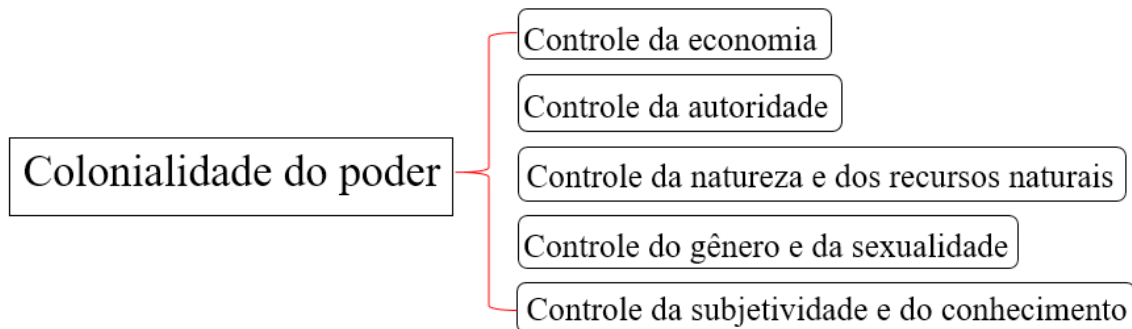 Controle da economia
Controle da autoridade
Colonialidade do poder
Controle da natureza e dos recursos naturais
Controle do gênero e da sexualidade
Controle da subjetividade e do conhecimento